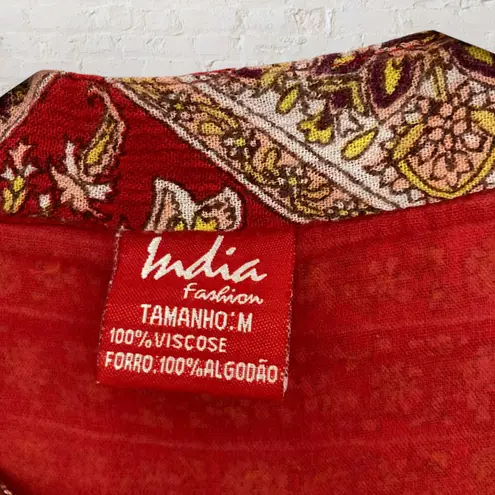 India
Fashion
TAMANHO:M
100%VISCOSE
FORRO:100%ALGODÃO